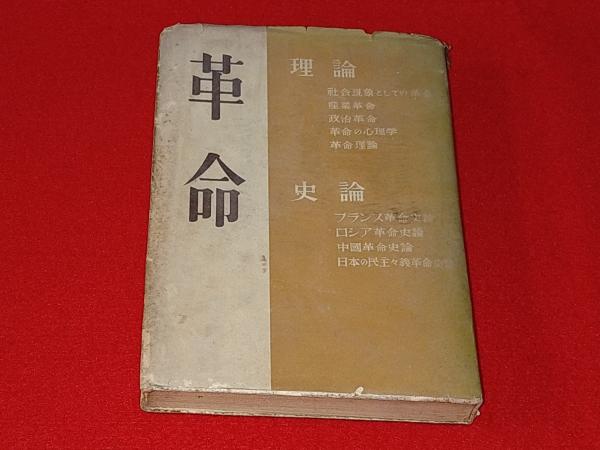 革命
理論
社会現象としての革命
産業革命
政治革命
革命の心理学
革命理論
史論
フランス革命史論
ロシア革命史論
中國革命史論
日本の民主々義革命史論